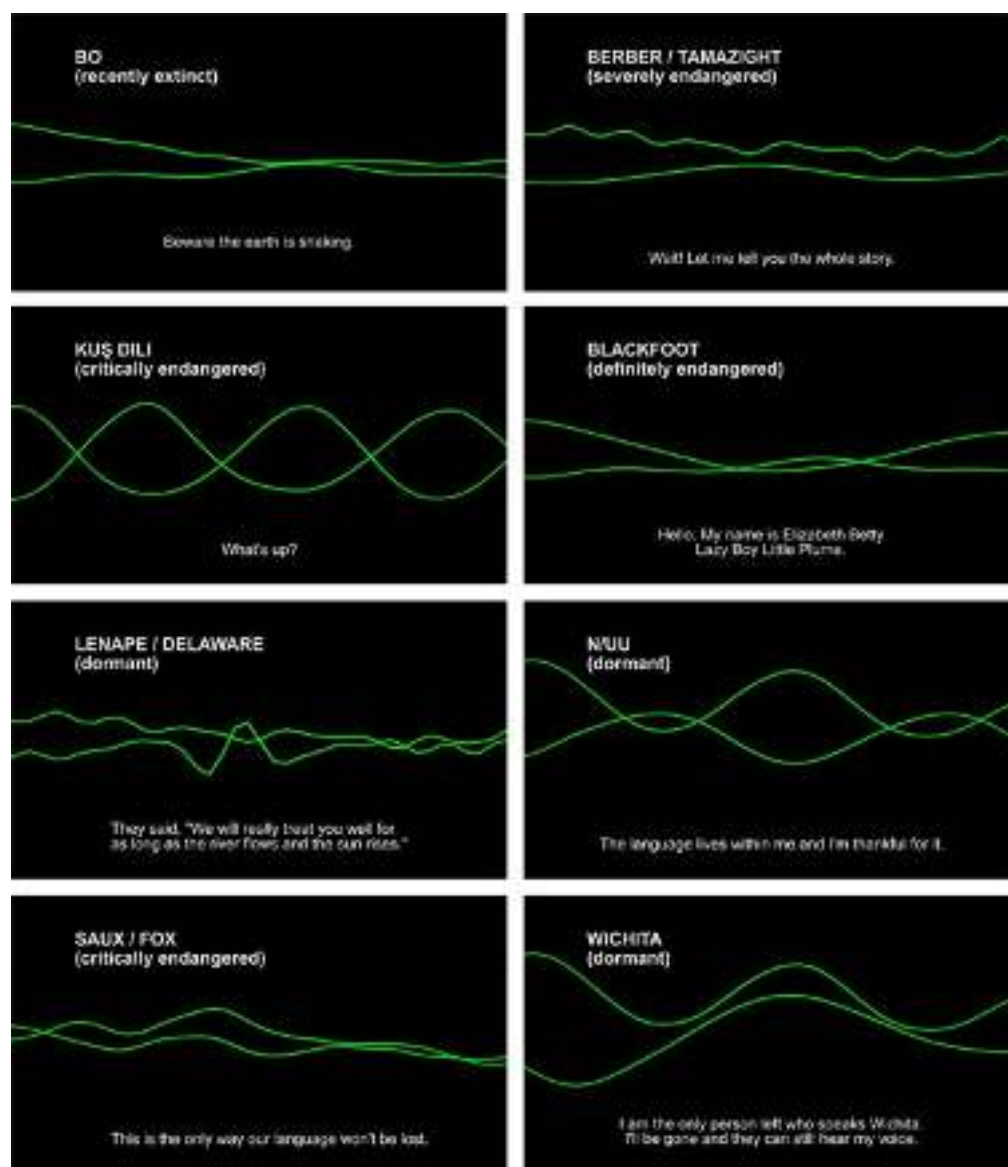 BO
(recently extinct)
Beware the earth is shaking.
BERBER / TAMAZIGHT
(severely endangered)
Wait! Let me tell you the whole story.
KUŞ DILI
(critically endangered)
What's up?
BLACKFOOT
(definitely endangered)
Hello. My name is Elizabeth Betty
Lazy Boy Little Plume.
LENAPE / DELAWARE
(dormant)
They said, "We will really treat you well for
as long as the river flows and the sun rises."
N/UU
(dormant)
The language lives within me and I'm thankful for it.
SAUX / FOX
(critically endangered)
This is the only way our language won't be lost.
WICHITA
(dormant)
I am the only person left who speaks Wichita.
I'll be gone and they can still hear my voice.